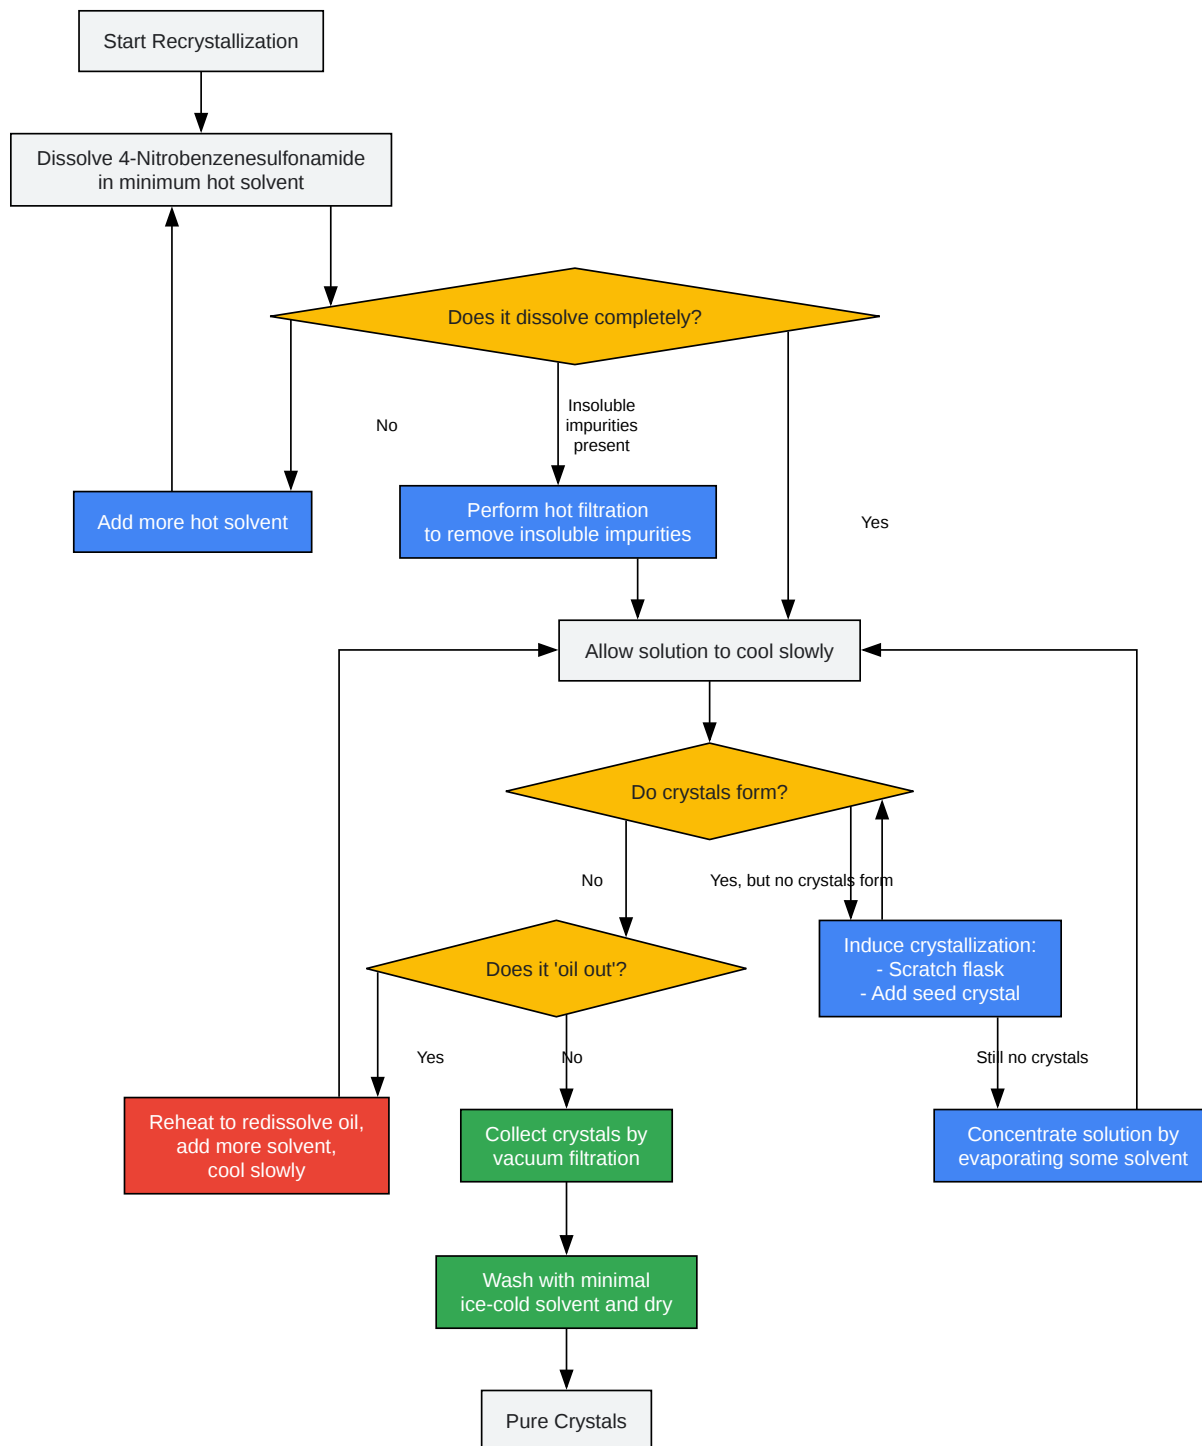 Start Recrystallization
Dissolve 4-Nitrobenzenesulfonamide
in minimum hot solvent
Does it dissolve completely?
No
Insoluble
impurities
present
Add more hot solvent
Perform hot filtration
to remove insoluble impurities
Yes
Allow solution to cool slowly
Do crystals form?
No
Yes, but no crystals form
Does it 'oil out'?
Induce crystallization:
- Scratch flask
- Add seed crystal
Yes
No
Still no crystals
Reheat to redissolve oil,
add more solvent,
cool slowly
Collect crystals by
vacuum filtration
Concentrate solution by
evaporating some solvent
Wash with minimal
ice-cold solvent and dry
Pure Crystals